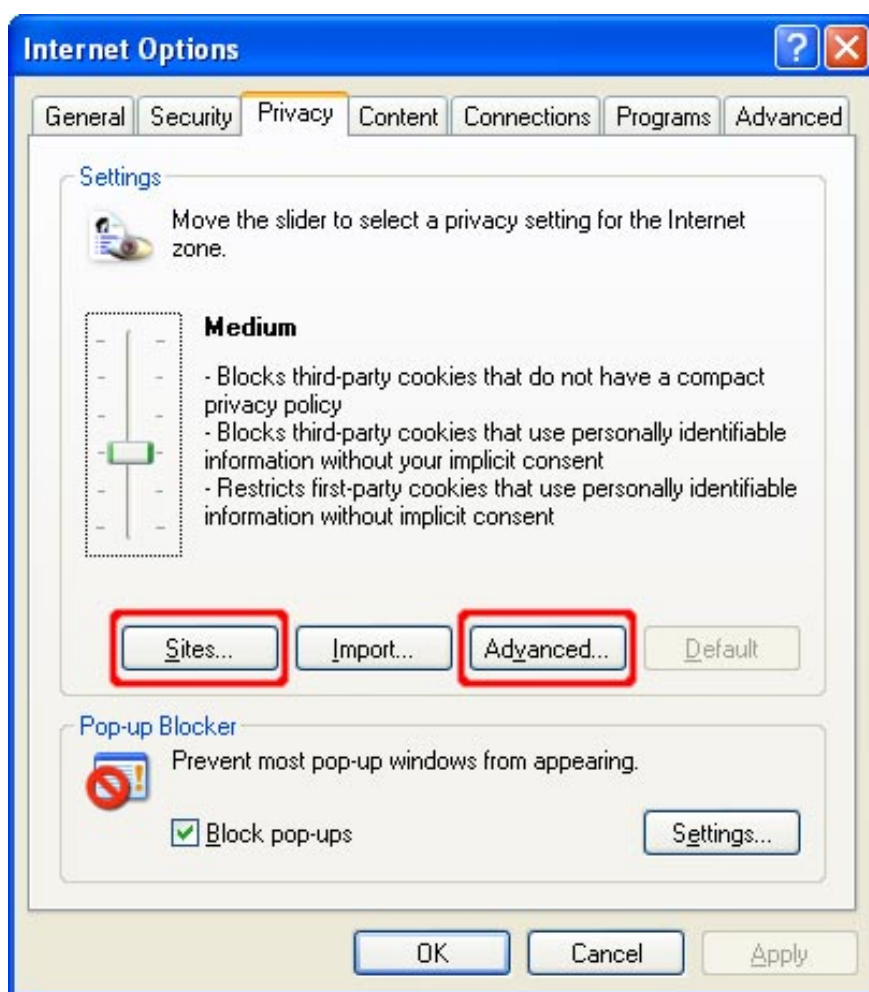 Internet Options
General Security Privacy Content Connections Programs Advanced
Settings
Move the slider to select a privacy setting for the Internet
zone.
Medium
- Blocks third-party cookies that do not have a compact
privacy policy
- Blocks third-party cookies that use personally identifiable
information without your implicit consent
- Restricts first-party cookies that use personally identifiable
information without implicit consent
Sites... Import... Advanced... Default
Pop-up Blocker
Prevent most pop-up windows from appearing.
Block pop-ups Settings...
OK Cancel Apply